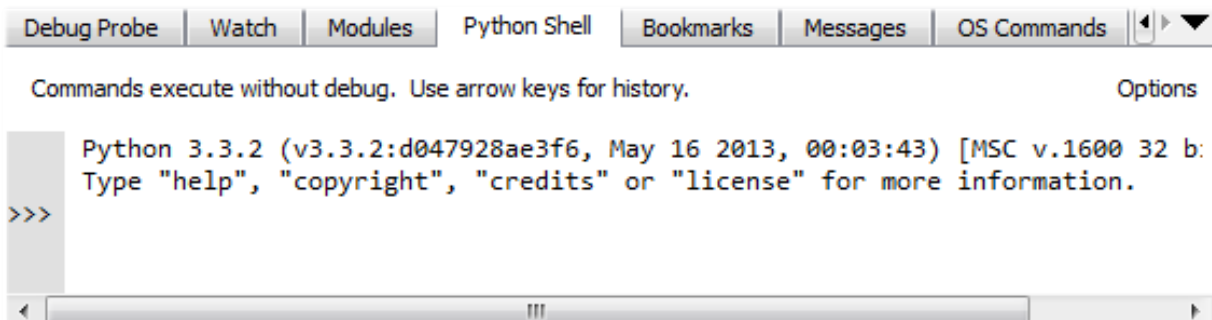 Debug Probe Watch Modules Python Shell Bookmarks Messages OS Commands
Commands execute without debug. Use arrow keys for history. Options
Python 3.3.2 (v3.3.2:d047928ae3f6, May 16 2013, 00:03:43) [MSC v.1600 32
Type "help", "copyright", "credits" or "license" for more information.
>>>